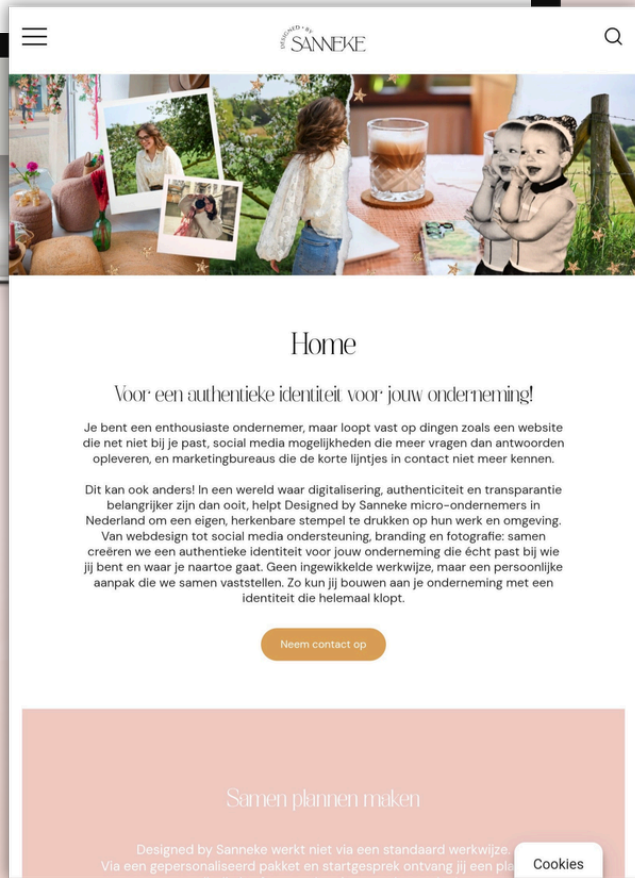 DESIGNED • BY
SANNEKE
Home
Voor een authentieke identiteit voor jouw onderneming!
Je bent een enthousiaste ondernemer, maar loopt vast op dingen zoals een website
die net niet bij je past, social media mogelijkheden die meer vragen dan antwoorden
opleveren, en marketingbureaus die de korte lijntjes in contact niet meer kennen.
Dit kan ook anders! In een wereld waar digitalisering, authenticiteit en transparantie
belangrijker zijn dan ooit, helpt Designed by Sanneke micro-ondernemers in
Nederland om een eigen, herkenbare stempel te drukken op hun werk en omgeving.
Van webdesign tot social media ondersteuning, branding en fotografie: samen
creëren we een authentieke identiteit voor jouw onderneming die écht past bij wie
jij bent en waar je naartoe gaat. Geen ingewikkelde werkwijze, maar een persoonlijke
aanpak die we samen vaststellen. Zo kun jij bouwen aan je onderneming met een
identiteit die helemaal klopt.
Neem contact op
Samen plannen maken
Designed by Sanneke werkt niet via een standaard werkwijze.
Via een gepersonaliseerd pakket en startgesprek ontvang jij een
Cookies